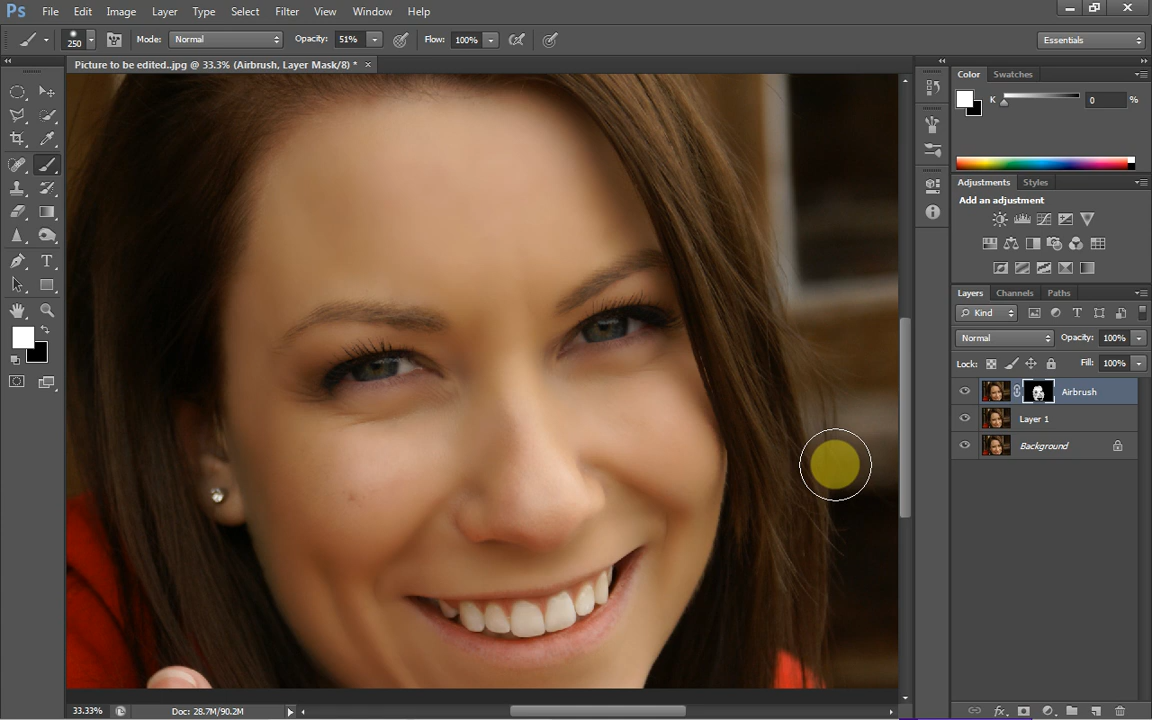 Ps File Edit Image Layer Type Select Filter View Window Help
250 Mode: Normal Opacity: 51% Flow: 100% Essentials
Picture to be edited..jpg @ 33.3% (Airbrush, Layer Mask/8) * ×
Color Swatches
K 0 %
Adjustments Styles
Add an adjustment
Layers Channels Paths
Kind
Normal Opacity: 100%
Lock: Fill: 100%
Airbrush
Layer 1
Background
33.33% Doc: 28.7M/90.2M
fx